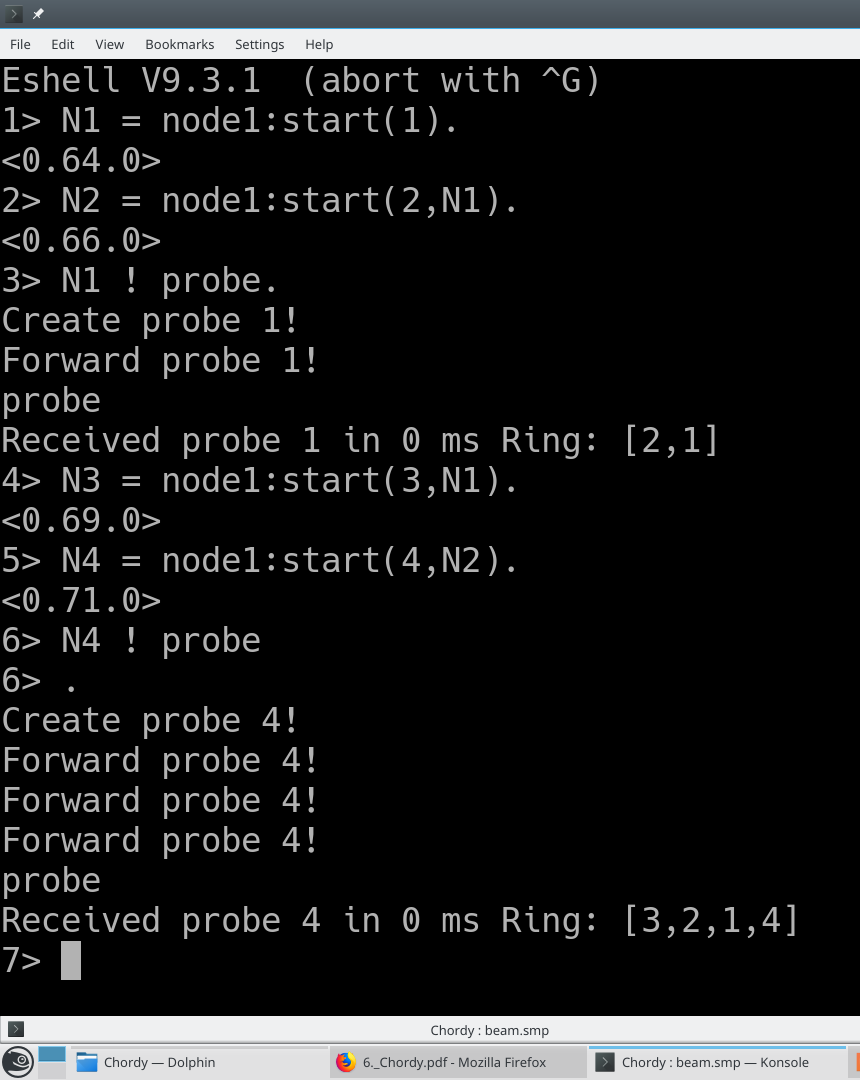 File Edit View Bookmarks Settings Help
Eshell V9.3.1  (abort with ^G)
1> N1 = node1:start(1).
<0.64.0>
2> N2 = node1:start(2,N1).
<0.66.0>
3> N1 ! probe.
Create probe 1!
Forward probe 1!
probe
Received probe 1 in 0 ms Ring: [2,1]
4> N3 = node1:start(3,N1).
<0.69.0>
5> N4 = node1:start(4,N2).
<0.71.0>
6> N4 ! probe
6> .
Create probe 4!
Forward probe 4!
Forward probe 4!
Forward probe 4!
probe
Received probe 4 in 0 ms Ring: [3,2,1,4]
7>
Chordy : beam.smp
Chordy — Dolphin 6._Chordy.pdf - Mozilla Firefox Chordy : beam.smp — Konsole